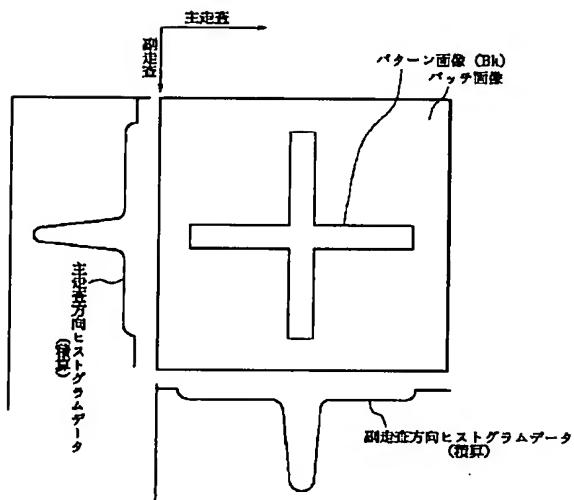 主走査
副走査
パターン画像 (Bk)
パッチ画像
主走査方向ヒストグラムデータ
(積算)
副走査方向ヒストグラムデータ
(積算)